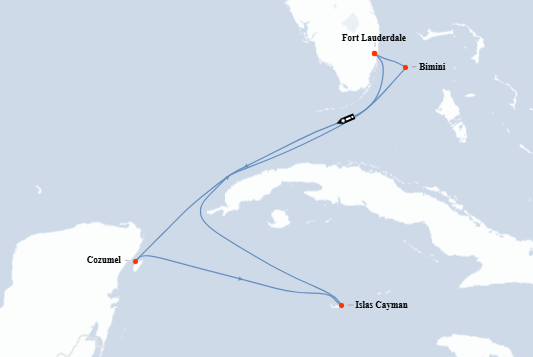 Fort Lauderdale
Bimini
Cozumel
Islas Cayman